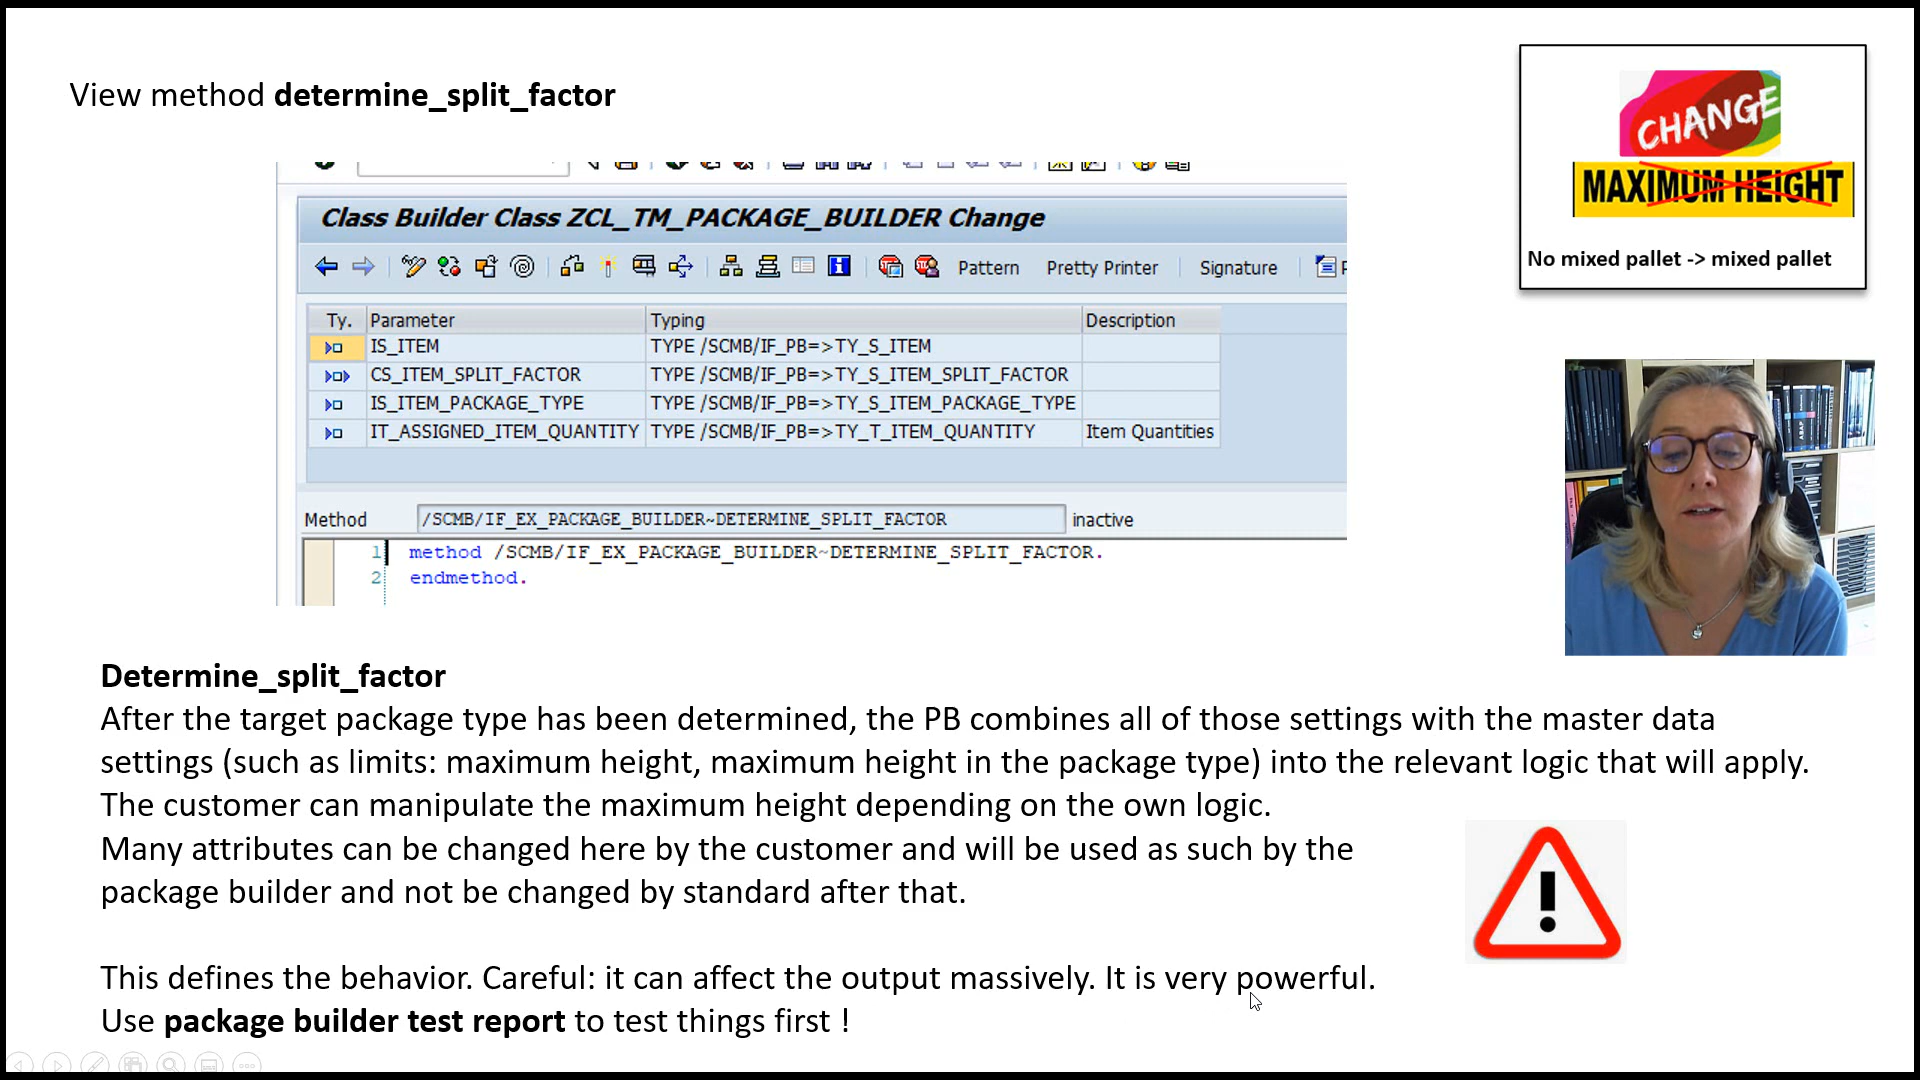 View method determine_split_factor
CHANGE
MAXIMUM HEIGHT
No mixed pallet -> mixed pallet
Class Builder Class ZCL_TM_PACKAGE_BUILDER Change
Pattern Pretty Printer Signature
Ty. Parameter Typing Description
IS_ITEM TYPE /SCMB/IF_PB=>TY_S_ITEM
CS_ITEM_SPLIT_FACTOR TYPE /SCMB/IF_PB=>TY_S_ITEM_SPLIT_FACTOR
IS_ITEM_PACKAGE_TYPE TYPE /SCMB/IF_PB=>TY_S_ITEM_PACKAGE_TYPE
IT_ASSIGNED_ITEM_QUANTITY TYPE /SCMB/IF_PB=>TY_T_ITEM_QUANTITY Item Quantities
Method /SCMB/IF_EX_PACKAGE_BUILDER~DETERMINE_SPLIT_FACTOR inactive
1 method /SCMB/IF_EX_PACKAGE_BUILDER~DETERMINE_SPLIT_FACTOR.
2 endmethod.
Determine_split_factor
After the target package type has been determined, the PB combines all of those settings with the master data
settings (such as limits: maximum height, maximum height in the package type) into the relevant logic that will apply.
The customer can manipulate the maximum height depending on the own logic.
Many attributes can be changed here by the customer and will be used as such by the
package builder and not be changed by standard after that.
This defines the behavior. Careful: it can affect the output massively. It is very powerful.
Use package builder test report to test things first !